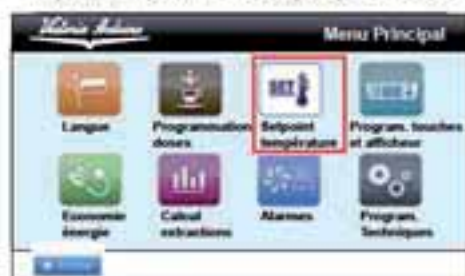 Victoria Arduino
Menu Principal
SET
Langue
Programmation
doses
Setpoint
température
Program. touches
et afficheur
Economie
énergie
Calcul
extractions
Alarmes
Program.
Techniques